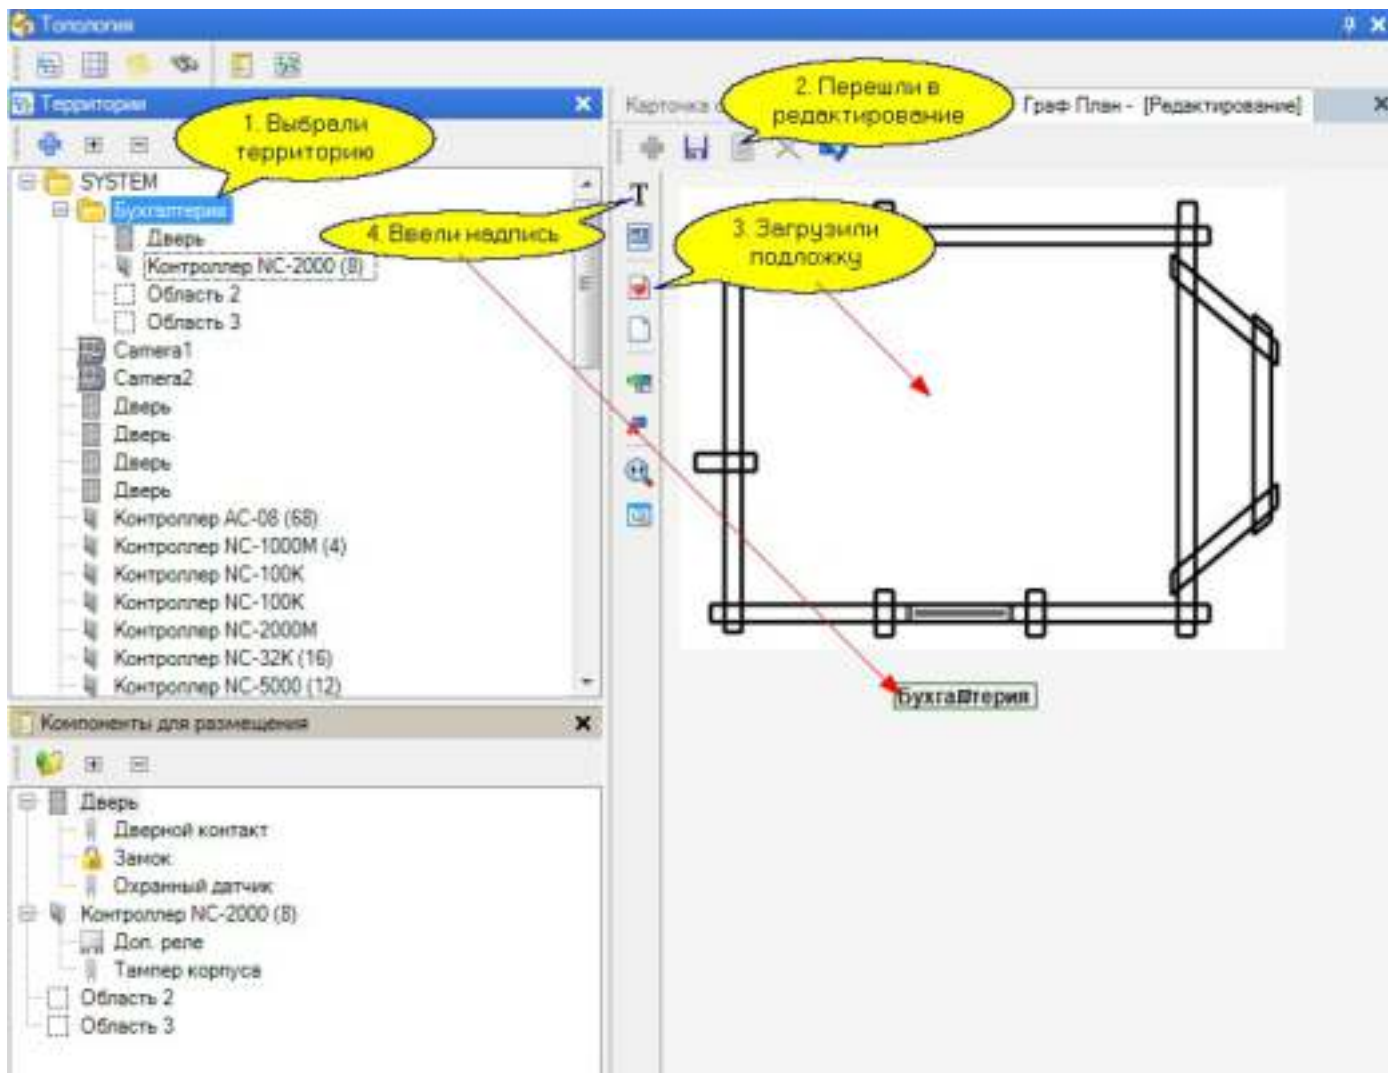 Топология
Территории
1. Выбрали
территорию
SYSTEM
Бухгалтерия
Дверь
Контроллер NC-2000 (8)
Область 2
Область 3
Camera1
Camera2
Дверь
Дверь
Дверь
Дверь
Контроллер AC-08 (68)
Контроллер NC-1000M (4)
Контроллер NC-100K
Контроллер NC-100K
Контроллер NC-2000M
Контроллер NC-32K (16)
Контроллер NC-5000 (12)
Компоненты для размещения
Дверь
Дверной контакт
Замок
Охранный датчик
Контроллер NC-2000 (8)
Доп. реле
Тампер корпуса
Область 2
Область 3
Карточка
2. Перешли в
редактирование
Граф План - [Редактирование]
T
4. Ввели надпись
3. Загрузили
подложку
Бухгалтерия